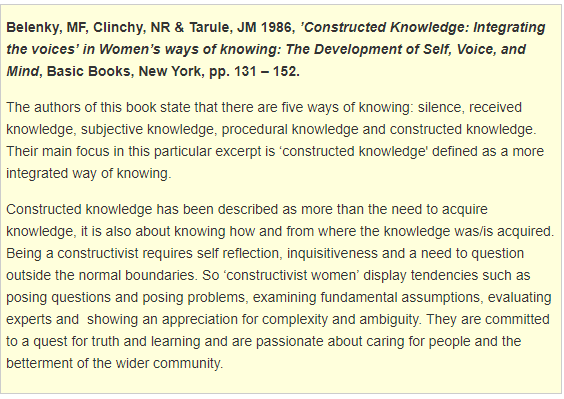 Belenky, MF, Clinchy, NR & Tarule, JM 1986, ’Constructed Knowledge: Integrating
the voices’ in Women’s ways of knowing: The Development of Self, Voice, and
Mind, Basic Books, New York, pp. 131 – 152.
The authors of this book state that there are five ways of knowing: silence, received
knowledge, subjective knowledge, procedural knowledge and constructed knowledge.
Their main focus in this particular excerpt is ‘constructed knowledge' defined as a more
integrated way of knowing.
Constructed knowledge has been described as more than the need to acquire
knowledge, it is also about knowing how and from where the knowledge was/is acquired.
Being a constructivist requires self reflection, inquisitiveness and a need to question
outside the normal boundaries. So ‘constructivist women’ display tendencies such as
posing questions and posing problems, examining fundamental assumptions, evaluating
experts and  showing an appreciation for complexity and ambiguity. They are committed
to a quest for truth and learning and are passionate about caring for people and the
betterment of the wider community.